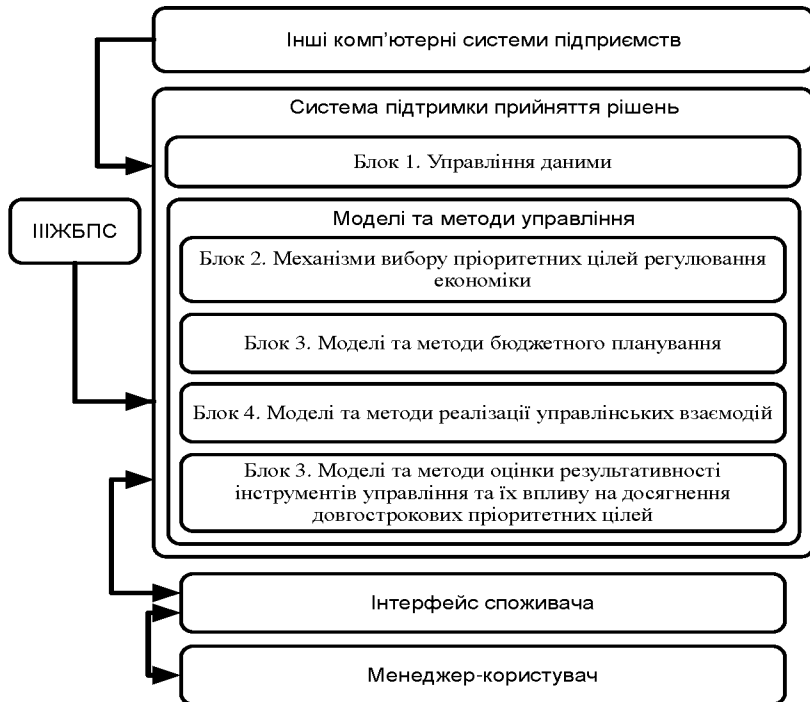 Інші комп’ютерні системи підприємств
Система підтримки прийняття рішень
Блок 1. Управління даними
ІІІЖБПС
Моделі та методи управління
Блок 2. Механізми вибору пріоритетних цілей регулювання
економіки
Блок 3. Моделі та методи бюджетного планування
Блок 4. Моделі та методи реалізації управлінських взаємодій
Блок 3. Моделі та методи оцінки результативності
інструментів управління та їх впливу на досягнення
довгострокових пріоритетних цілей
Інтерфейс споживача
Менеджер-користувач